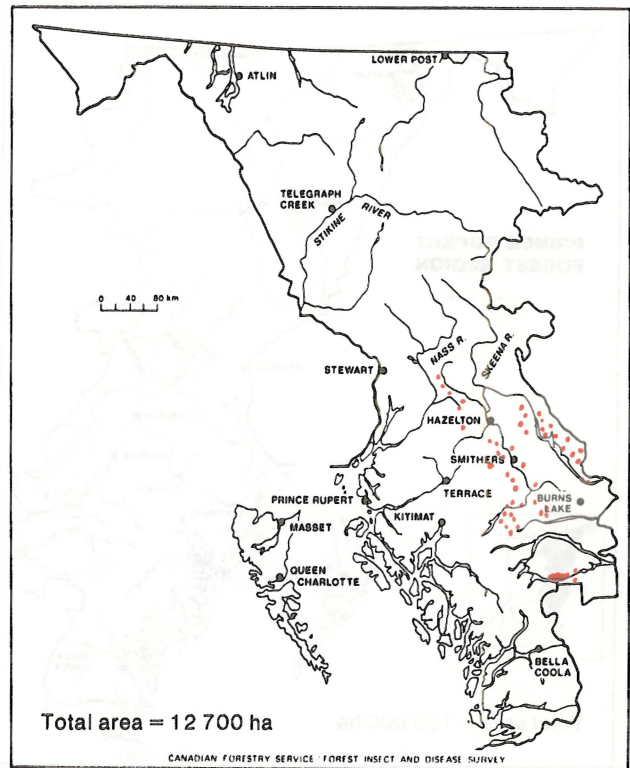 LOWER POST
ATLIN
TELEGRAPH
CREEK
STIKINE RIVER
0 40 80 km
NASS R.
SKEENA R.
STEWART
HAZELTON
SMITHERS
TERRACE
BURNS
LAKE
PRINCE RUPERT
KITIMAT
MASSET
QUEEN
CHARLOTTE
BELLA
COOLA
Total area = 12 700 ha
CANADIAN FORESTRY SERVICE FOREST INSECT AND DISEASE SURVEY